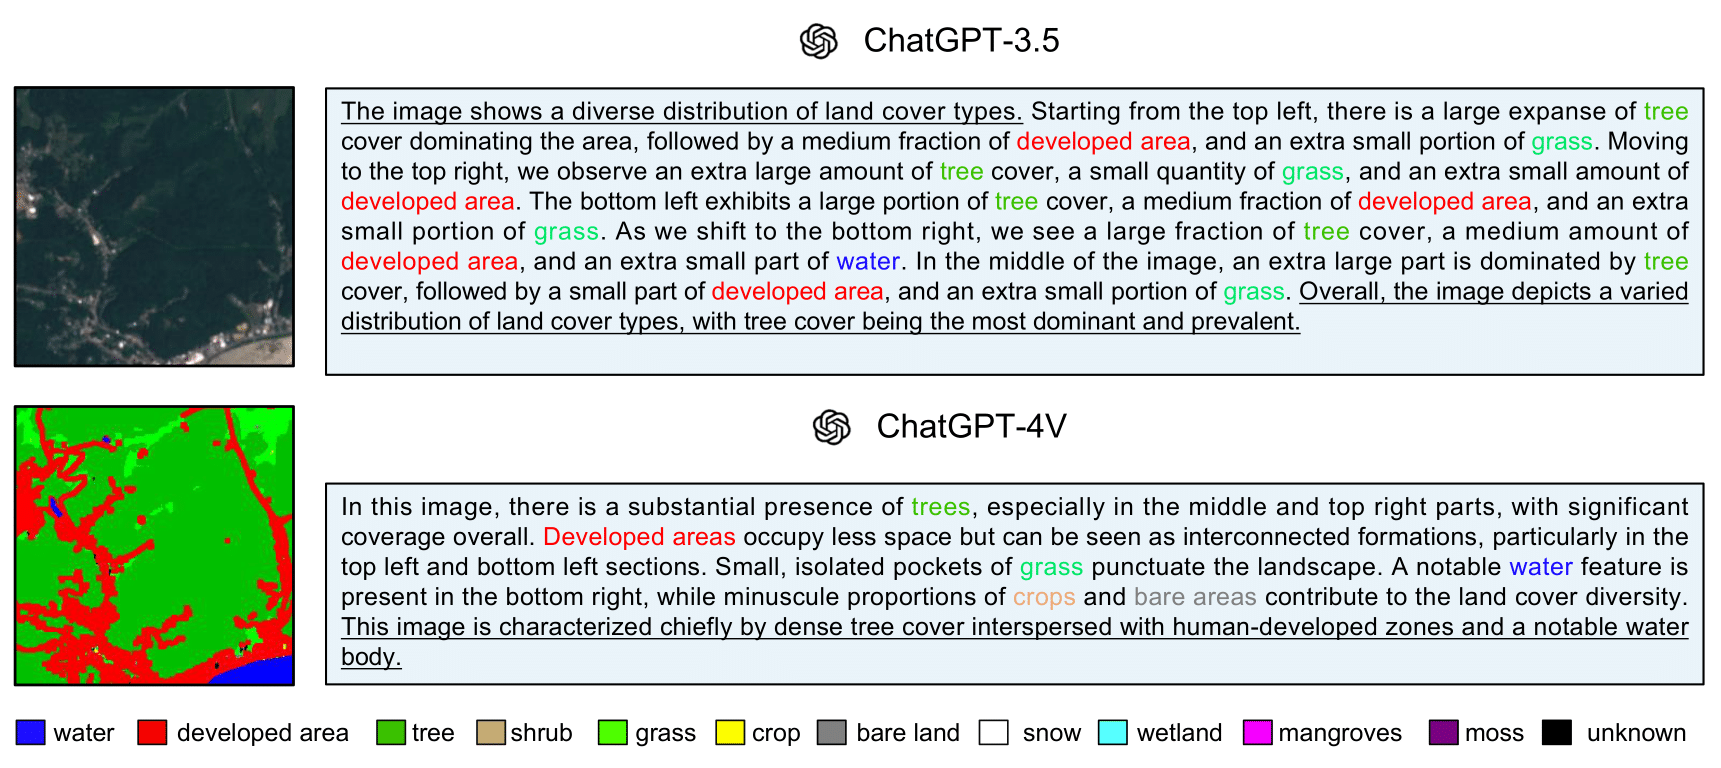 ChatGPT-3.5
The image shows a diverse distribution of land cover types. Starting from the top left, there is a large expanse of tree
cover dominating the area, followed by a medium fraction of developed area, and an extra small portion of grass. Moving
to the top right, we observe an extra large amount of tree cover, a small quantity of grass, and an extra small amount of
developed area. The bottom left exhibits a large portion of tree cover, a medium fraction of developed area, and an extra
small portion of grass. As we shift to the bottom right, we see a large fraction of tree cover, a medium amount of
developed area, and an extra small part of water. In the middle of the image, an extra large part is dominated by tree
cover, followed by a small part of developed area, and an extra small portion of grass. Overall, the image depicts a varied
distribution of land cover types, with tree cover being the most dominant and prevalent.
ChatGPT-4V
In this image, there is a substantial presence of trees, especially in the middle and top right parts, with significant
coverage overall. Developed areas occupy less space but can be seen as interconnected formations, particularly in the
top left and bottom left sections. Small, isolated pockets of grass punctuate the landscape. A notable water feature is
present in the bottom right, while minuscule proportions of crops and bare areas contribute to the land cover diversity.
This image is characterized chiefly by dense tree cover interspersed with human-developed zones and a notable water
body.
water developed area tree shrub grass crop bare land snow wetland mangroves moss unknown